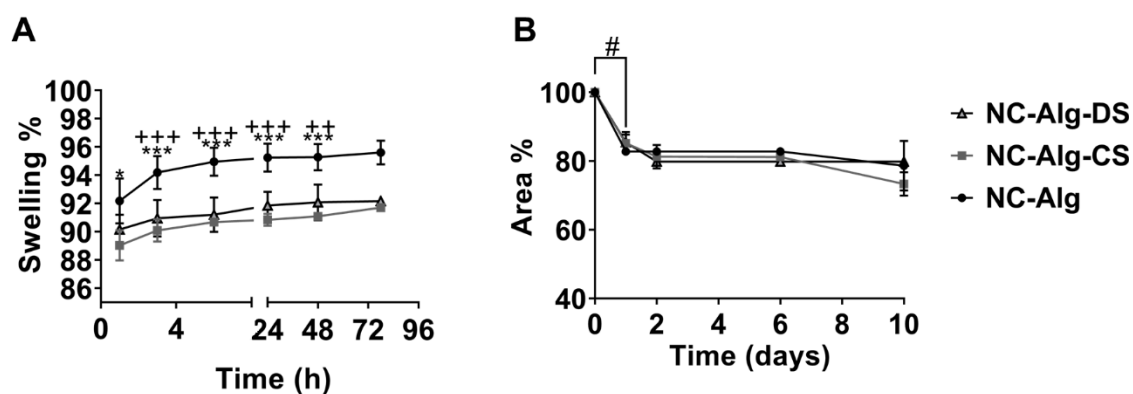 A
Swelling %
100
98
96
94
92
90
88
86
+++ +++ +++ ++
* *** *** *** ***
0 4 24 48 72 96
Time (h)
B
#
Area %
100
80
60
40
0 2 4 6 8 10
Time (days)
NC-Alg-DS
NC-Alg-CS
NC-Alg